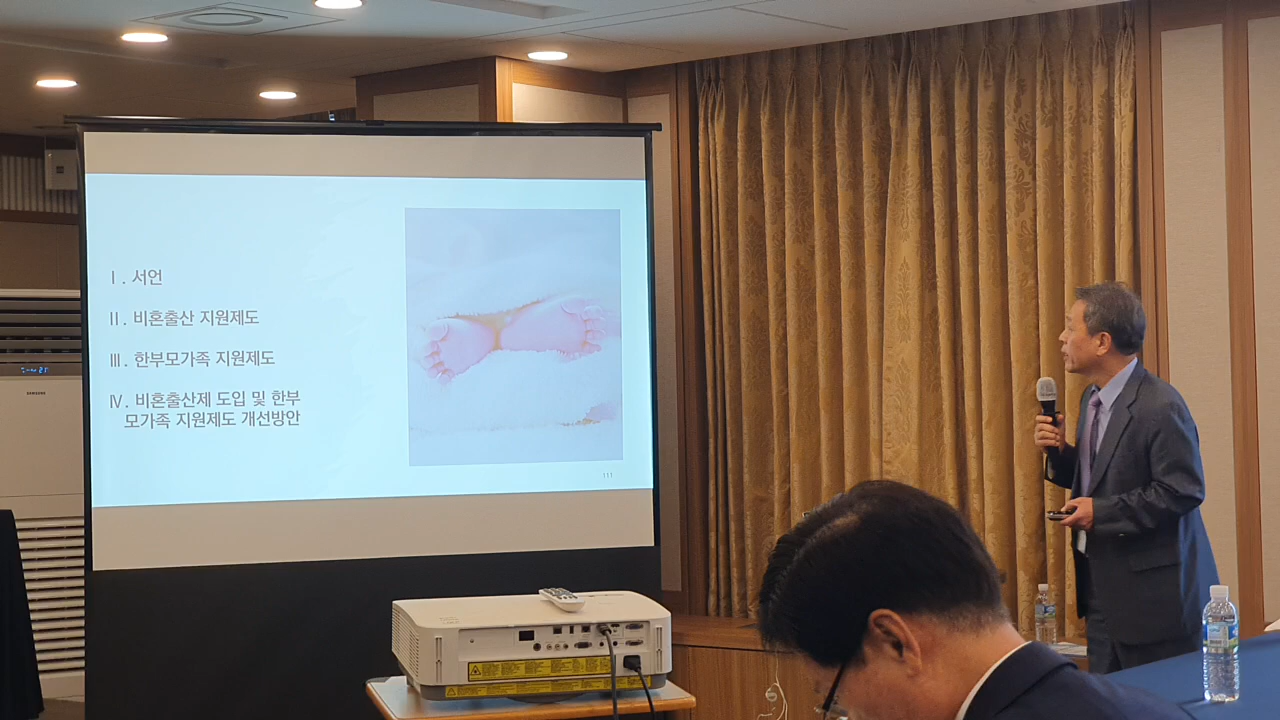 Ⅰ. 서언
Ⅱ. 비혼출산 지원제도
Ⅲ. 한부모가족 지원제도
Ⅳ. 비혼출산제 도입 및 한부
모가족 지원제도 개선방안
111
SAMSUNG